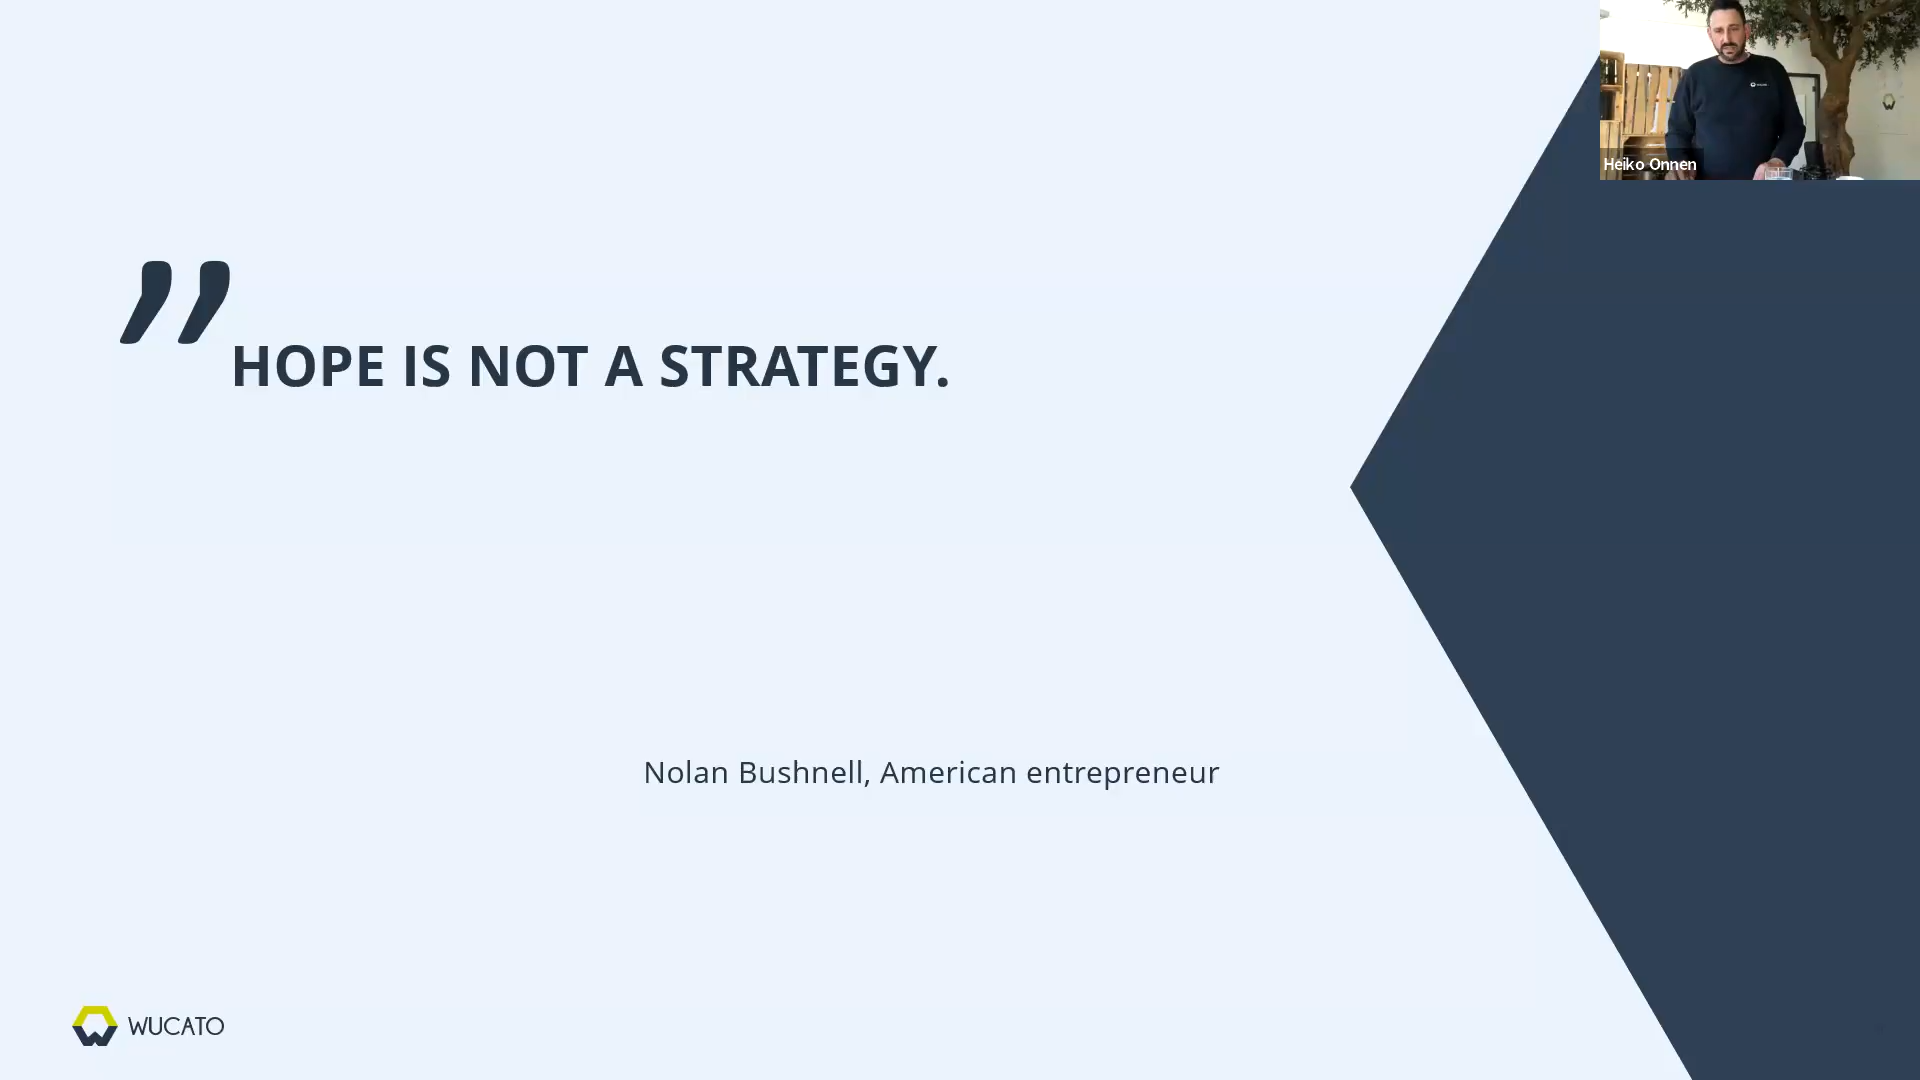 Heiko Onnen
”
HOPE IS NOT A STRATEGY.
Nolan Bushnell, American entrepreneur
WUCATO